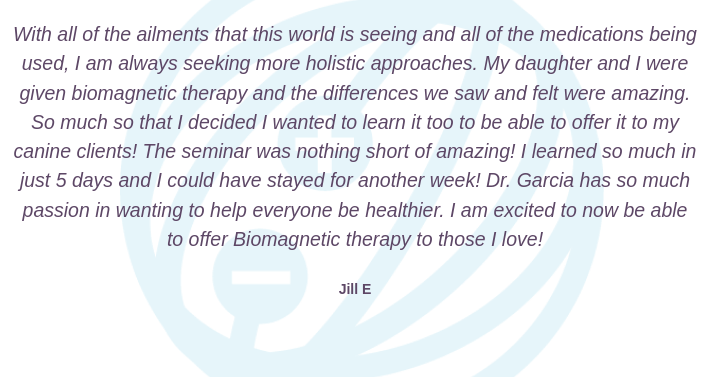 With all of the ailments that this world is seeing and all of the medications being
used, I am always seeking more holistic approaches. My daughter and I were
given biomagnetic therapy and the differences we saw and felt were amazing.
So much so that I decided I wanted to learn it too to be able to offer it to my
canine clients! The seminar was nothing short of amazing! I learned so much in
just 5 days and I could have stayed for another week! Dr. Garcia has so much
passion in wanting to help everyone be healthier. I am excited to now be able
to offer Biomagnetic therapy to those I love!
Jill E